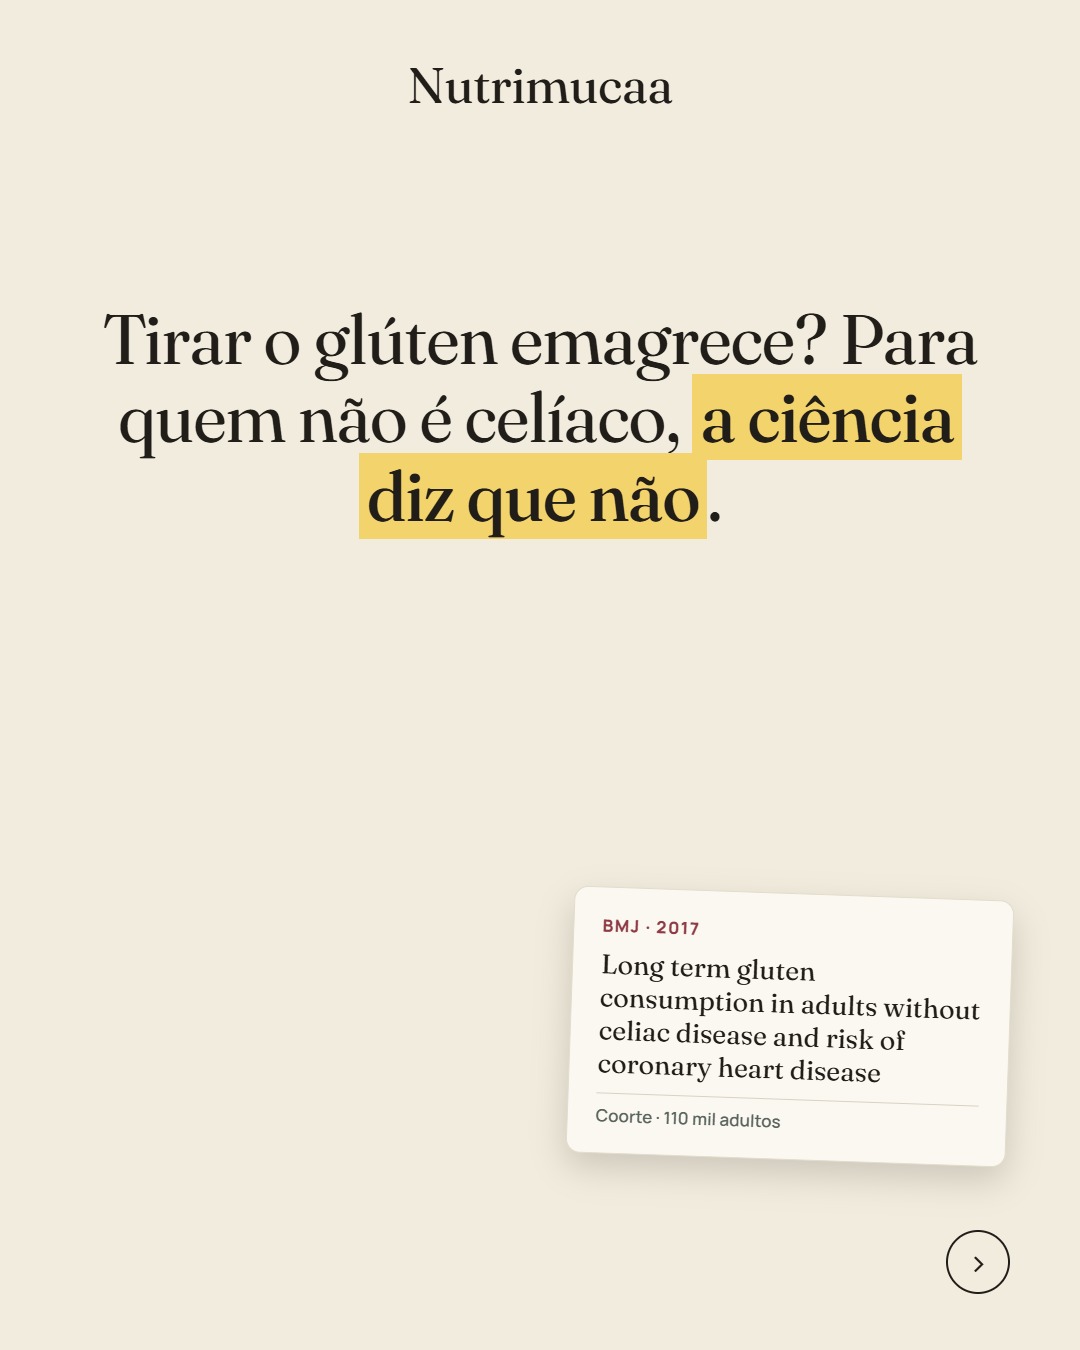 Nutrimucaa
Tirar o glúten emagrece? Para
quem não é celíaco, a ciência
diz que não.
BMJ · 2017
Long term gluten
consumption in adults without
celiac disease and risk of
coronary heart disease
Coorte · 110 mil adultos